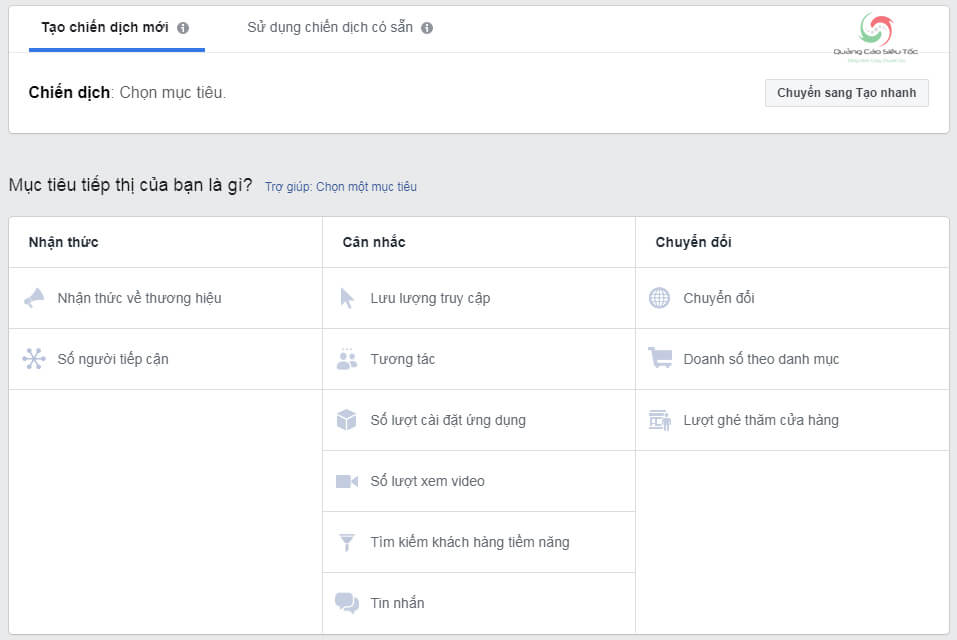 Tạo chiến dịch mới
Sử dụng chiến dịch có sẵn
Quảng Cáo Siêu Tốc
Chiến dịch: Chọn mục tiêu.
Chuyển sang Tạo nhanh
Mục tiêu tiếp thị của bạn là gì?
Trợ giúp: Chọn một mục tiêu
Nhận thức
Nhận thức về thương hiệu
Số người tiếp cận
Cân nhắc
Lưu lượng truy cập
Tương tác
Số lượt cài đặt ứng dụng
Số lượt xem video
Tìm kiếm khách hàng tiềm năng
Tin nhắn
Chuyển đổi
Chuyển đổi
Doanh số theo danh mục
Lượt ghé thăm cửa hàng